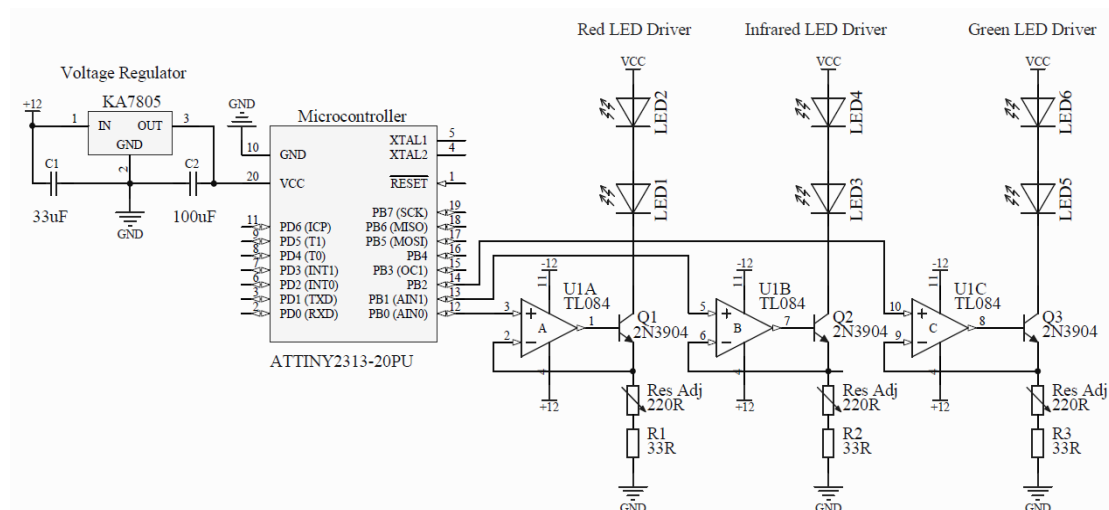 Red LED Driver
Infrared LED Driver
Green LED Driver
Voltage Regulator
KA7805
+12
1
IN
OUT
3
GND
2
C1
33uF
C2
100uF
GND
GND
Microcontroller
10
GND
20
VCC
11
PD6 (ICP)
9
PD5 (T1)
8
PD4 (T0)
7
PD3 (INT1)
6
PD2 (INT0)
3
PD1 (TXD)
2
PD0 (RXD)
XTAL1
5
XTAL2
4
RESET
1
PB7 (SCK)
19
PB6 (MISO)
18
PB5 (MOSI)
17
PB4
16
PB3 (OC1)
15
PB2
14
PB1 (AIN1)
13
PB0 (AIN0)
12
ATTINY2313-20PU
VCC
LED2
LED1
-12
11
U1A
TL084
3
+
A
2
−
1
4
+12
Q1
2N3904
Res Adj
220R
R1
33R
GND
VCC
LED4
LED3
-12
11
U1B
TL084
5
+
B
6
−
7
4
+12
Q2
2N3904
Res Adj
220R
R2
33R
GND
VCC
LED6
LED5
-12
11
U1C
TL084
10
+
C
9
−
8
4
+12
Q3
2N3904
Res Adj
220R
R3
33R
GND